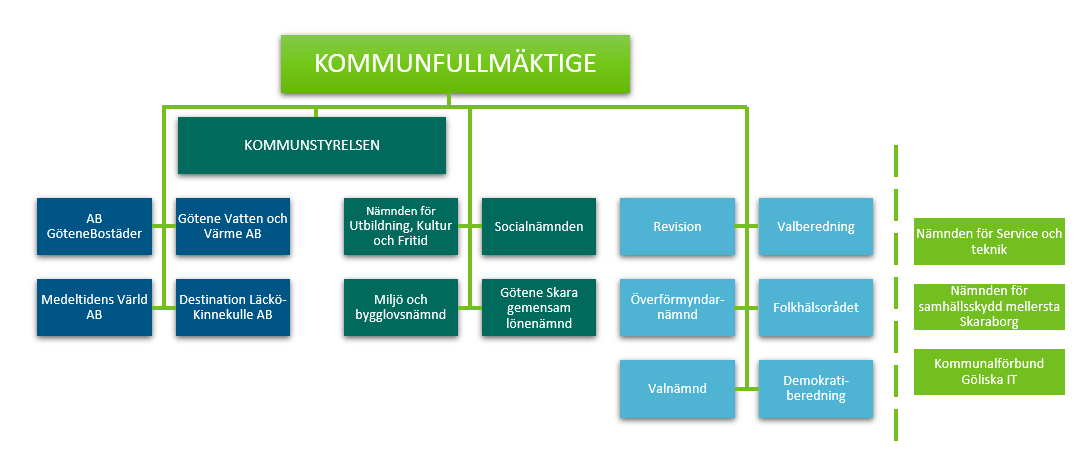 KOMMUNFULLMÄKTIGE
KOMMUNSTYRELSEN
AB
GöteneBostäder
Götene Vatten och
Värme AB
Medeltidens Värld
AB
Destination Läckö-
Kinnekulle AB
Nämnden för
Utbildning, Kultur
och Fritid
Socialnämnden
Miljö och
bygglovsnämnd
Götene Skara
gemensam
lönenämnd
Revision
Valberedning
Överförmyndar-
nämnd
Folkhälsorådet
Valnämnd
Demokrati-
beredning
Nämnden för Service och
teknik
Nämnden för
samhällsskydd mellersta
Skaraborg
Kommunalförbund
Göliska IT